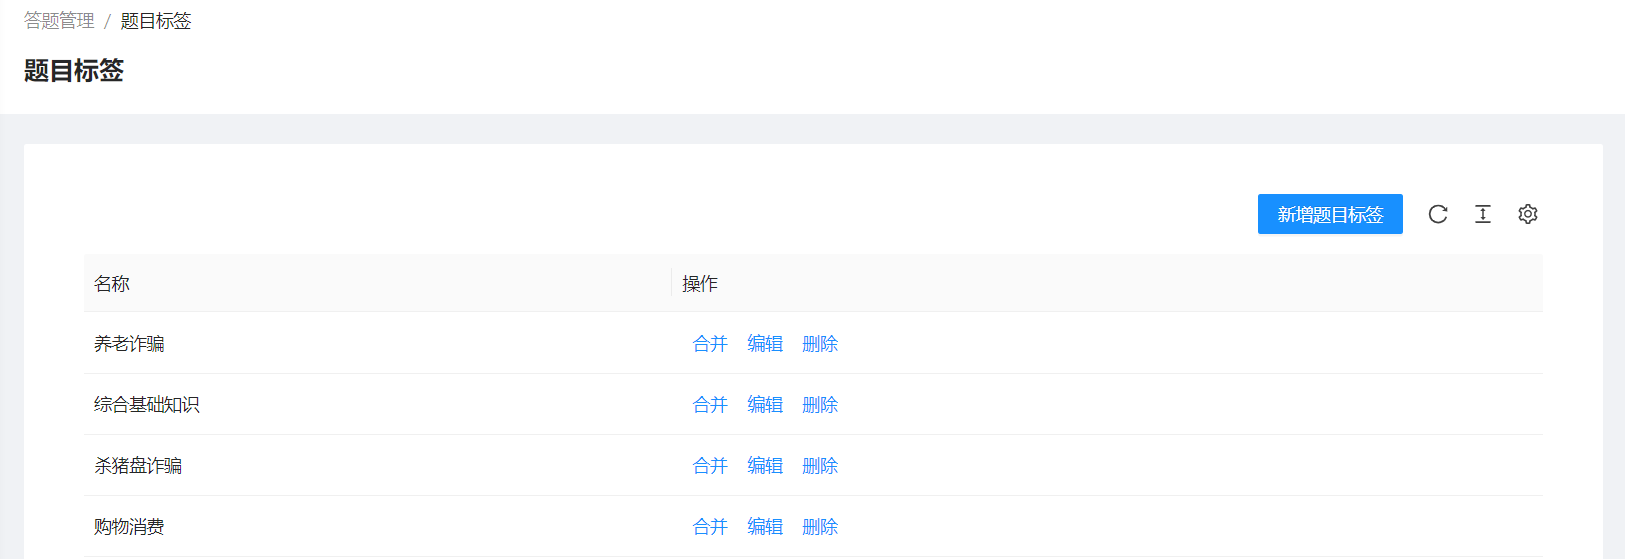 答题管理 / 题目标签
题目标签
新增题目标签
名称 操作
养老诈骗 合并 编辑 删除
综合基础知识 合并 编辑 删除
杀猪盘诈骗 合并 编辑 删除
购物消费 合并 编辑 删除